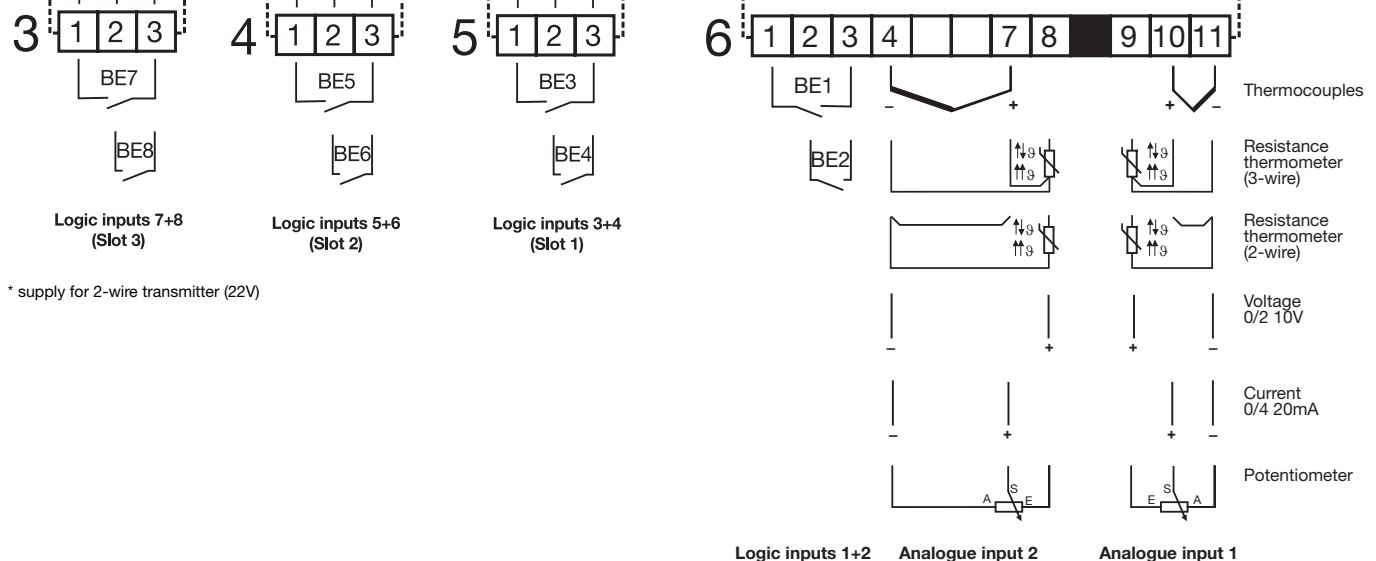 3
1 2 3
BE7
BE8
Logic inputs 7+8
(Slot 3)
4
1 2 3
BE5
BE6
Logic inputs 5+6
(Slot 2)
5
1 2 3
BE3
BE4
Logic inputs 3+4
(Slot 1)
* supply for 2-wire transmitter (22V)
6
1 2 3 4 7 8 9 10 11
BE1
BE2
– + + –
Thermocouples
ϑ ϑ
ϑ ϑ
Resistance
thermometer
(3-wire)
ϑ ϑ
ϑ ϑ
Resistance
thermometer
(2-wire)
Voltage
0/2 10V
– + + –
Current
0/4 20mA
– + + –
Potentiometer
A S E E S A
Logic inputs 1+2 Analogue input 2 Analogue input 1